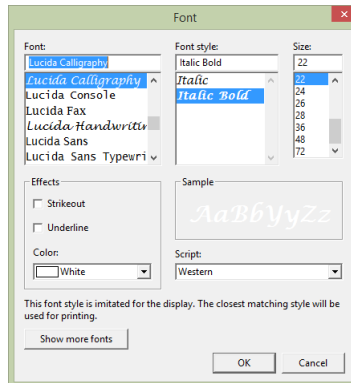 Font
Font: Font style: Size:
Lucida Calligraphy Italic Bold 22
Lucida Calligraphy Italic 22
Lucida Console Italic Bold 24
Lucida Fax 26
Lucida Handwritin 28
Lucida Sans 36
Lucida Sans Typewri 48
72
Effects Sample
Strikeout AaBbYyZz
Underline
Color: Script:
White Western
This font style is imitated for the display. The closest matching style will be
used for printing.
Show more fonts
OK Cancel